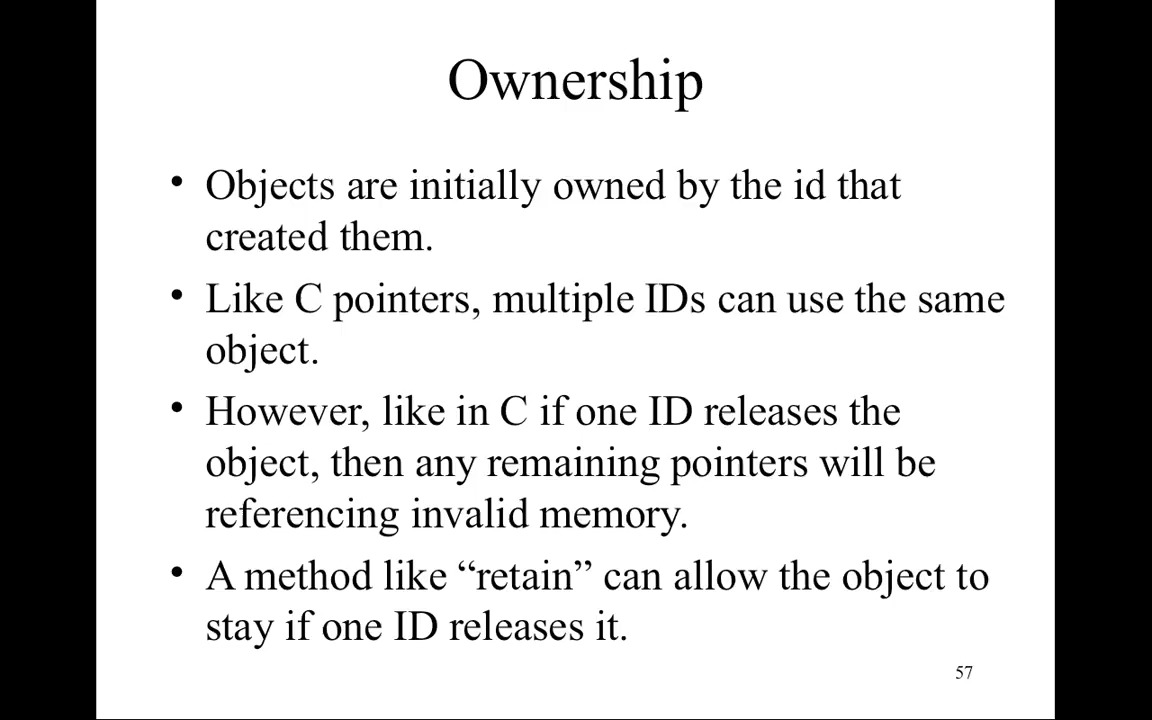 Ownership
• Objects are initially owned by the id that
created them.
• Like C pointers, multiple IDs can use the same
object.
• However, like in C if one ID releases the
object, then any remaining pointers will be
referencing invalid memory.
• A method like “retain” can allow the object to
stay if one ID releases it.
57